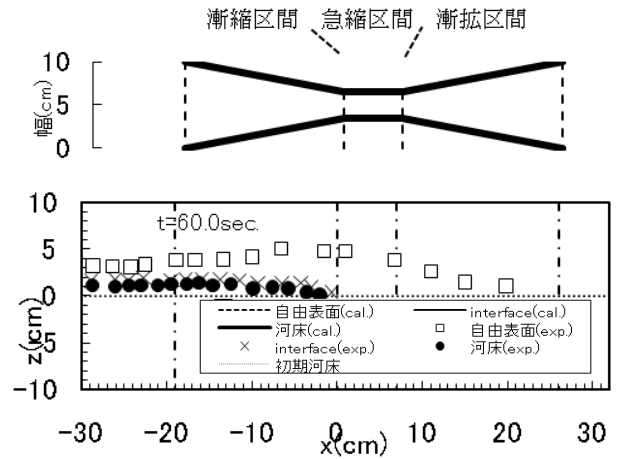 漸縮区間 急縮区間 漸拡区間
10
5
0
幅(cm)
10
5
0
-5
-10
z(cm)
t=60.0sec.
自由表面(cal.) interface(cal.)
河床(cal.) 自由表面(exp.)
interface(exp.) 河床(exp.)
初期河床
-30 -20 -10 0 10 20 30
x(cm)